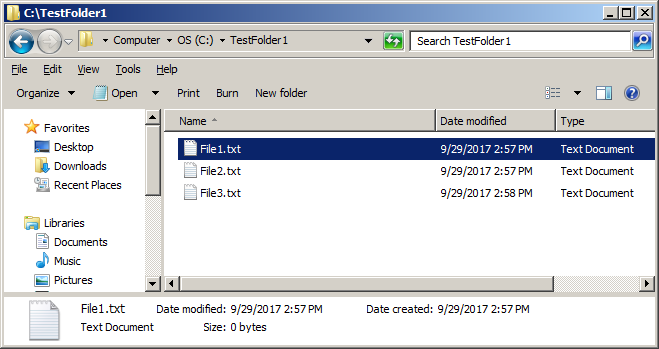 C:\TestFolder1
Computer OS (C:) TestFolder1 Search TestFolder1
File Edit View Tools Help
Organize Open Print Burn New folder
Favorites
Desktop
Downloads
Recent Places
Libraries
Documents
Music
Pictures
Name Date modified Type
File1.txt 9/29/2017 2:57 PM Text Document
File2.txt 9/29/2017 2:57 PM Text Document
File3.txt 9/29/2017 2:58 PM Text Document
File1.txt Date modified: 9/29/2017 2:57 PM Date created: 9/29/2017 2:57 PM
Text Document Size: 0 bytes